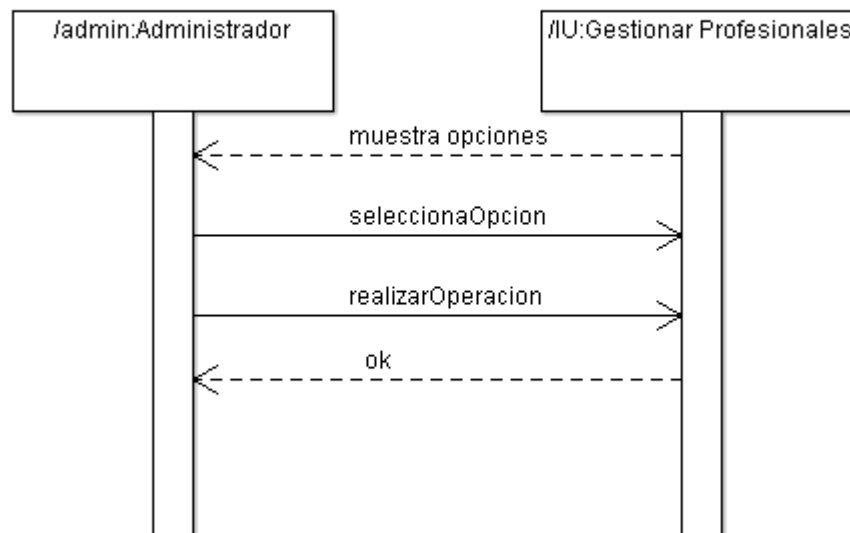 /admin:Administrador
/IU:Gestionar Profesionales
muestra opciones
seleccionaOpcion
realizarOperacion
ok